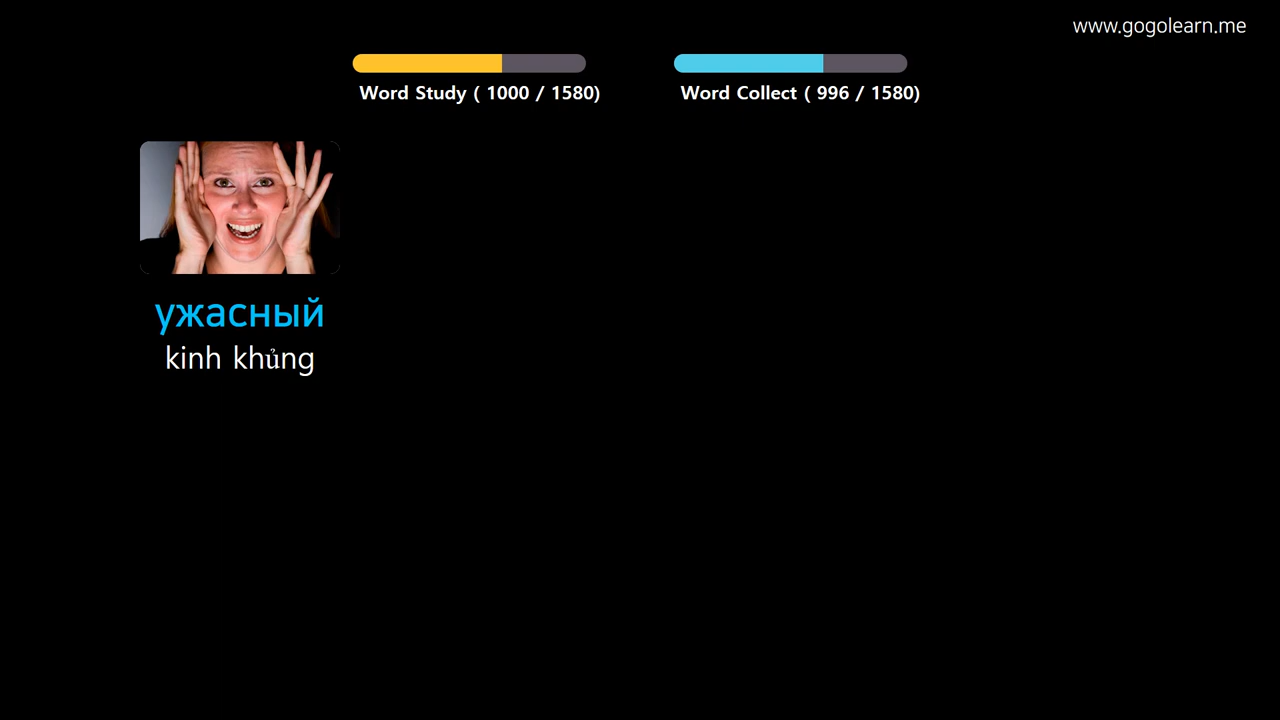 www.gogolearn.me
Word Study ( 1000 / 1580)
Word Collect ( 996 / 1580)
ужасный
kinh khủng